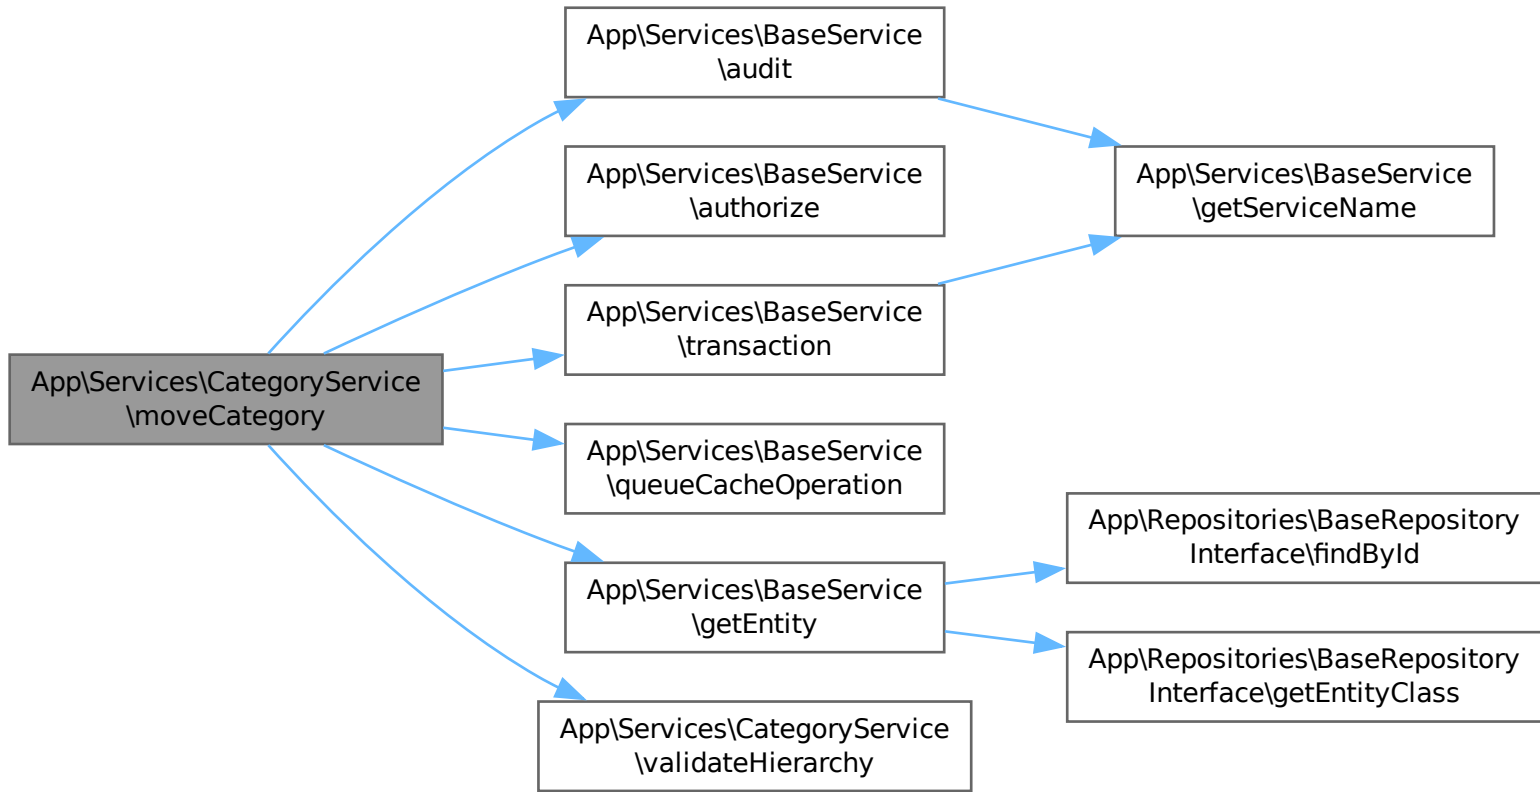 App\Services\BaseService
\audit
App\Services\BaseService
\authorize
App\Services\BaseService
\getServiceName
App\Services\BaseService
\transaction
App\Services\CategoryService
\moveCategory
App\Services\BaseService
\queueCacheOperation
App\Repositories\BaseRepository
Interface\findById
App\Services\BaseService
\getEntity
App\Repositories\BaseRepository
Interface\getEntityClass
App\Services\CategoryService
\validateHierarchy